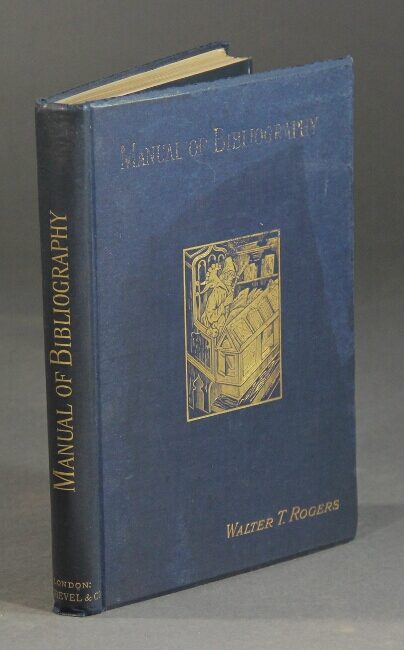 MANUAL OF BIBLIOGRAPHY
WALTER T. ROGERS
MANUAL OF BIBLIOGRAPHY
LONDON:
& C